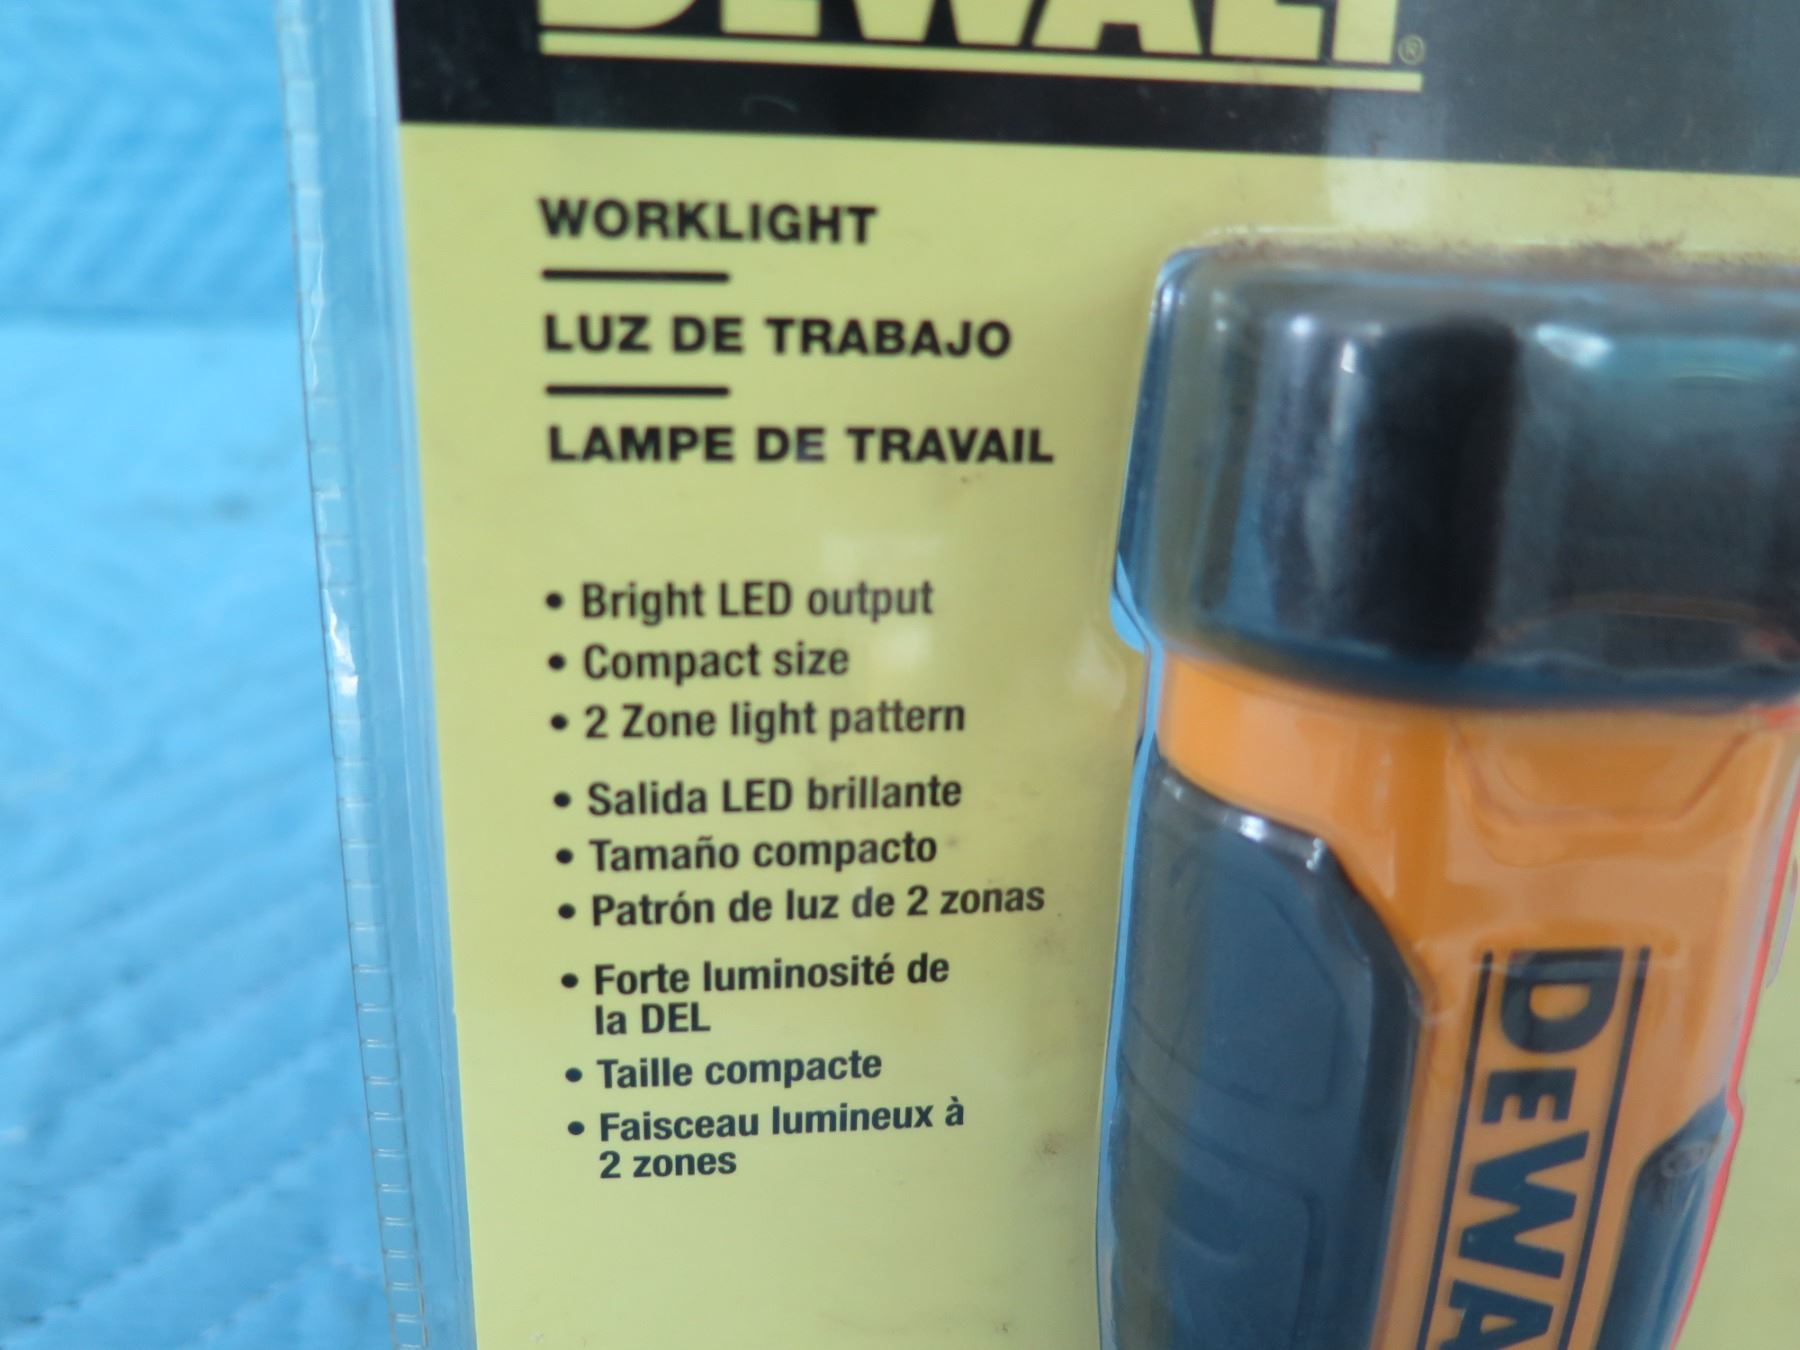 DEWALT®
WORKLIGHT
LUZ DE TRABAJO
LAMPE DE TRAVAIL
• Bright LED output
• Compact size
• 2 Zone light pattern
• Salida LED brillante
• Tamaño compacto
• Patrón de luz de 2 zonas
• Forte luminosité de
la DEL
• Taille compacte
• Faisceau lumineux à
2 zones
DEWA